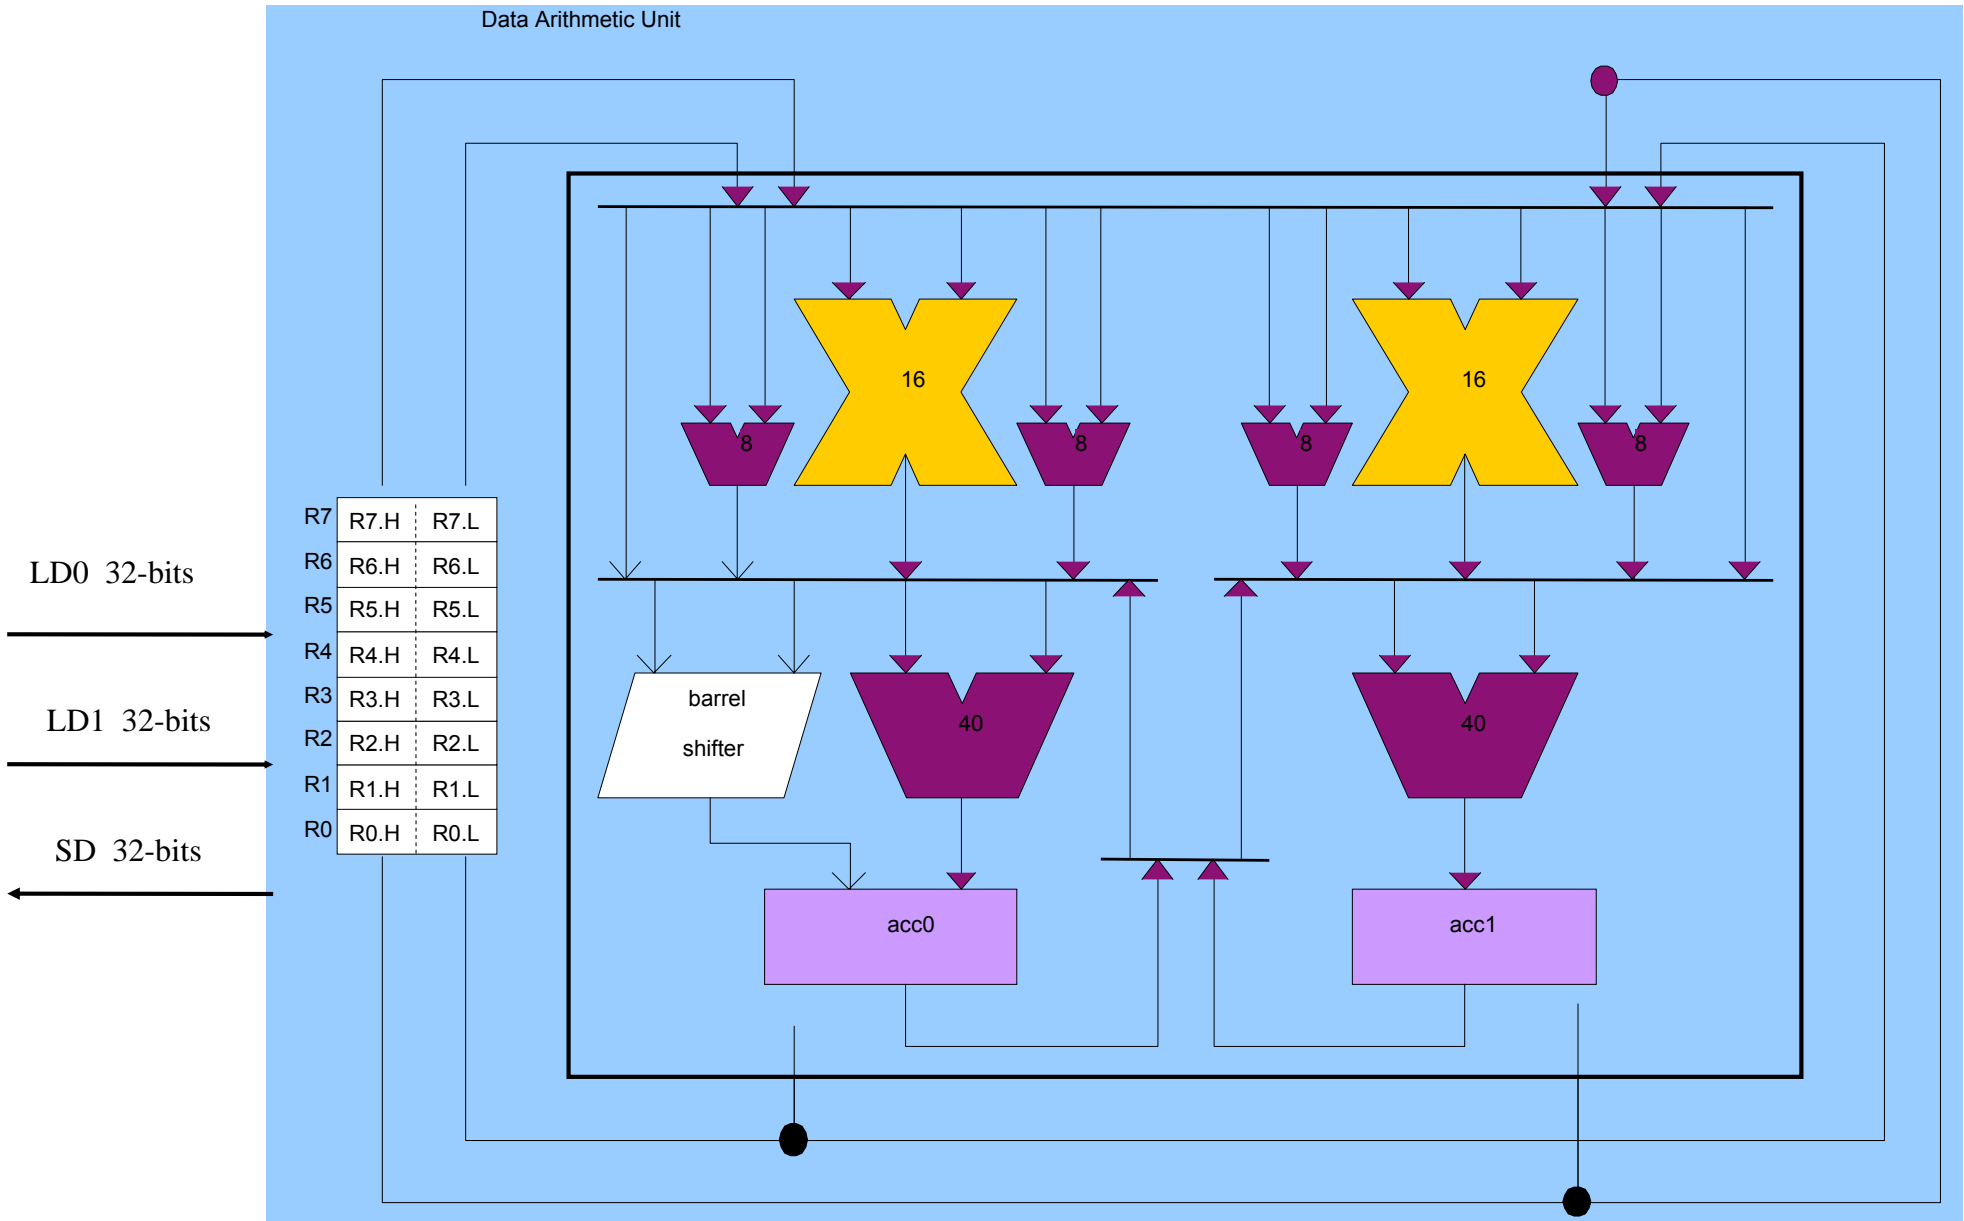 Data Arithmetic Unit
16
16
8
8
8
8
R7 R7.H R7.L
R6 R6.H R6.L
R5 R5.H R5.L
R4 R4.H R4.L
R3 R3.H R3.L
R2 R2.H R2.L
R1 R1.H R1.L
R0 R0.H R0.L
LD0 32-bits
LD1 32-bits
SD 32-bits
barrel
shifter
40
40
acc0
acc1